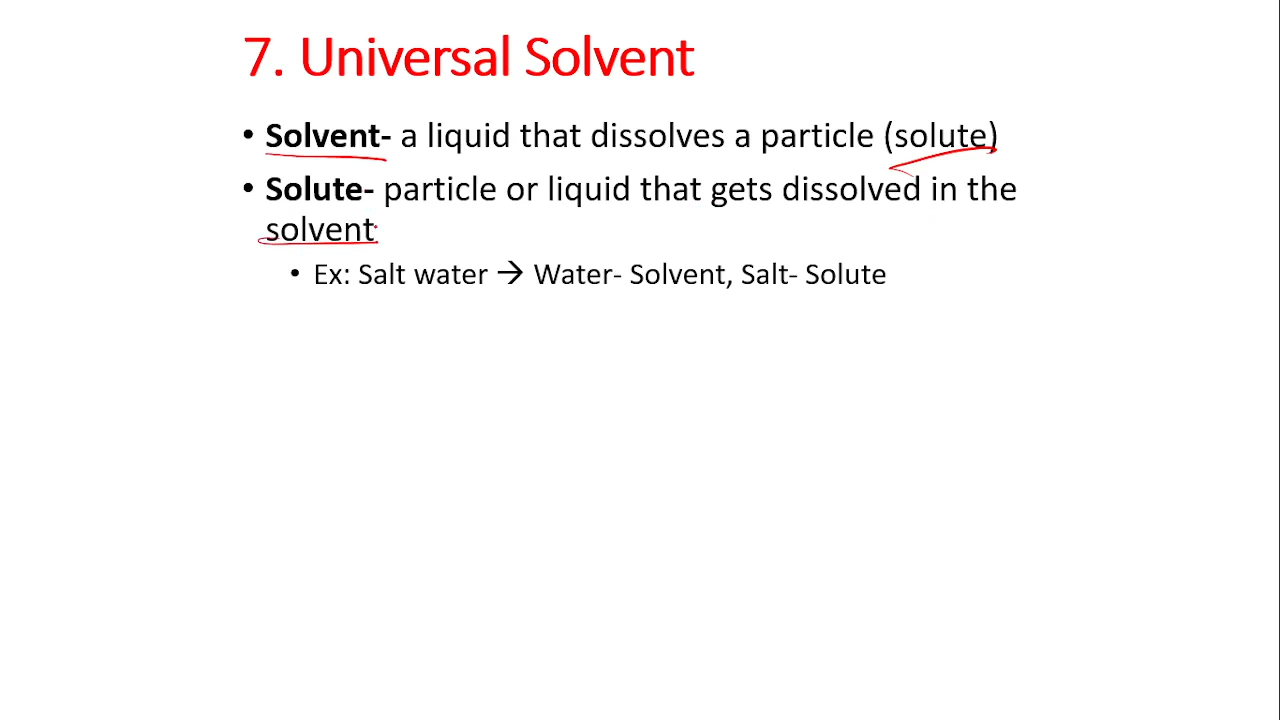 7. Universal Solvent
• Solvent- a liquid that dissolves a particle (solute)
• Solute- particle or liquid that gets dissolved in the
solvent
• Ex: Salt water → Water- Solvent, Salt- Solute